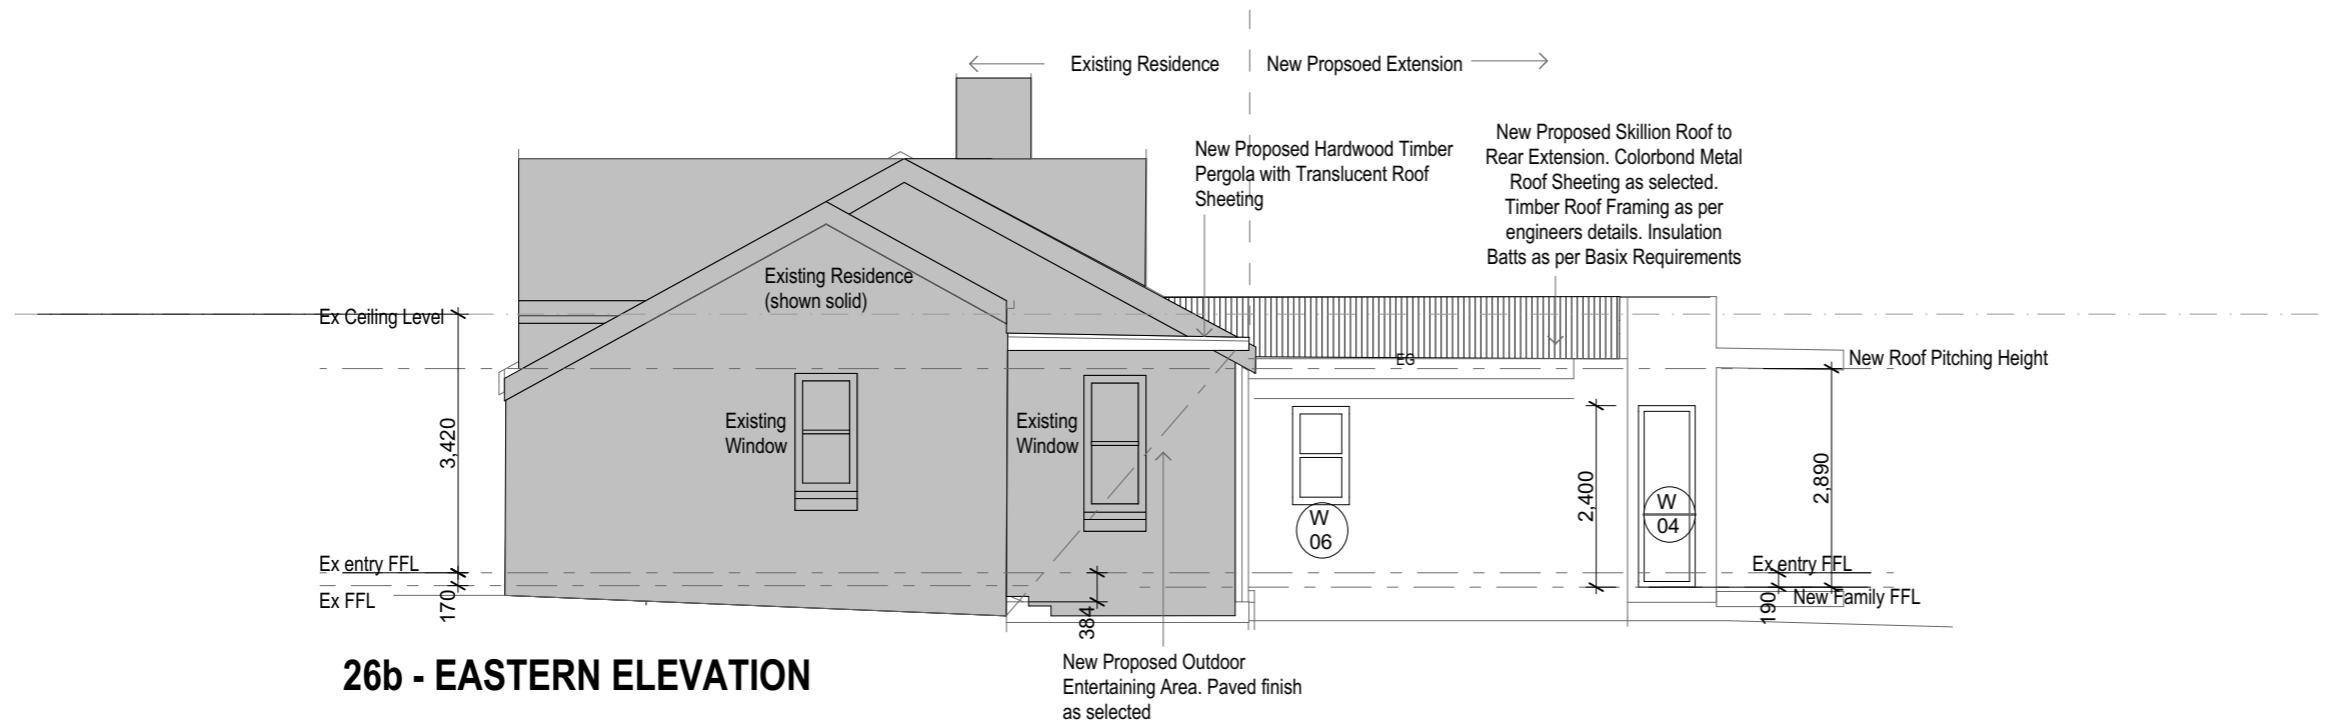 Existing Residence
New Propsoed Extension
New Proposed Hardwood Timber
Pergola with Translucent Roof
Sheeting
New Proposed Skillion Roof to
Rear Extension. Colorbond Metal
Roof Sheeting as selected.
Timber Roof Framing as per
engineers details. Insulation
Batts as per Basix Requirements
Existing Residence
(shown solid)
Ex Ceiling Level
EG
New Roof Pitching Height
3,420
Existing
Window
Existing
Window
2,400
2,890
W
06
W
04
Ex entry FFL
Ex FFL
170
384
Ex entry FFL
New Family FFL
190
26b - EASTERN ELEVATION
New Proposed Outdoor
Entertaining Area. Paved finish
as selected